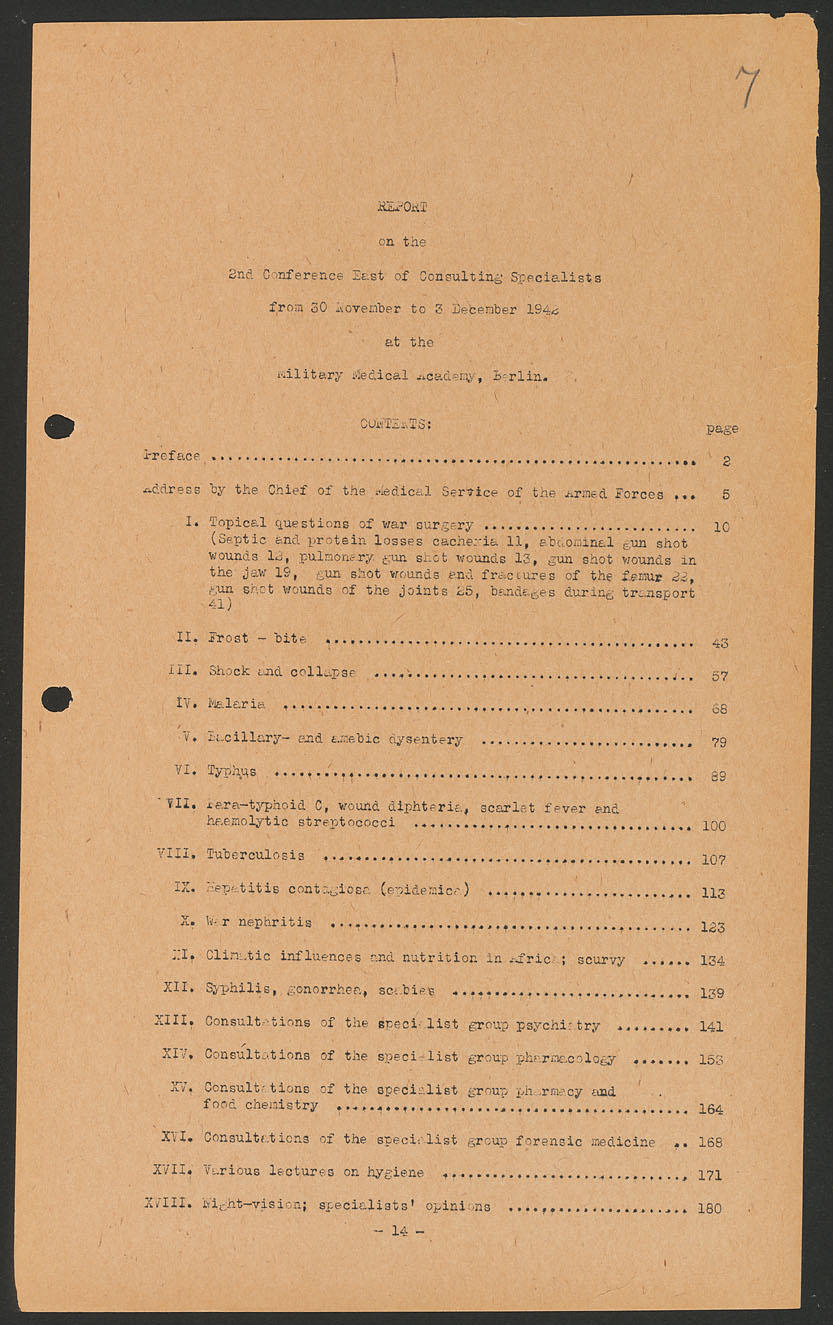 7
REPORT
on the
2nd Conference East of Consulting Specialists
from 30 November to 3 December 1942
at the
Military Medical Academy, Berlin.
CONTENTS:
page
Preface ........................................................... 2
Address by the Chief of the Medical Service of the Armed Forces ... 5
I. Topical questions of war surgery .......................... 10
(Septic and protein losses cachexia 11, abdominal gun shot
wounds 12, pulmonary gun shot wounds 13, gun shot wounds in
the jaw 19, gun shot wounds and fractures of the femur 22,
gun shot wounds of the joints 25, bandages during transport
41)
II. Frost - bite ............................................. 43
III. Shock and collapse ....................................... 57
IV. Malaria .................................................. 68
V. Bacillary- and amebic dysentery .......................... 79
VI. Typhus ................................................... 89
VII. Para-typhoid C, wound diphteria, scarlet fever and
haemolytic streptococci .................................. 100
VIII. Tuberculosis ............................................. 107
IX. Hepatitis contagiosa (epidemica) ......................... 113
X. War nephritis ............................................ 123
XI. Climatic influences and nutrition in Africa; scurvy ...... 134
XII. Syphilis, gonorrhea, scabies ............................. 139
XIII. Consultations of the specialist group psychiatry ......... 141
XIV. Consultations of the specialist group pharmacology ....... 153
XV. Consultations of the specialist group pharmacy and
food chemistry ........................................... 164
XVI. Consultations of the specialist group forensic medicine .. 168
XVII. Various lectures on hygiene .............................. 171
XVIII. Night-vision; specialists' opinions ...................... 180
- 14 -